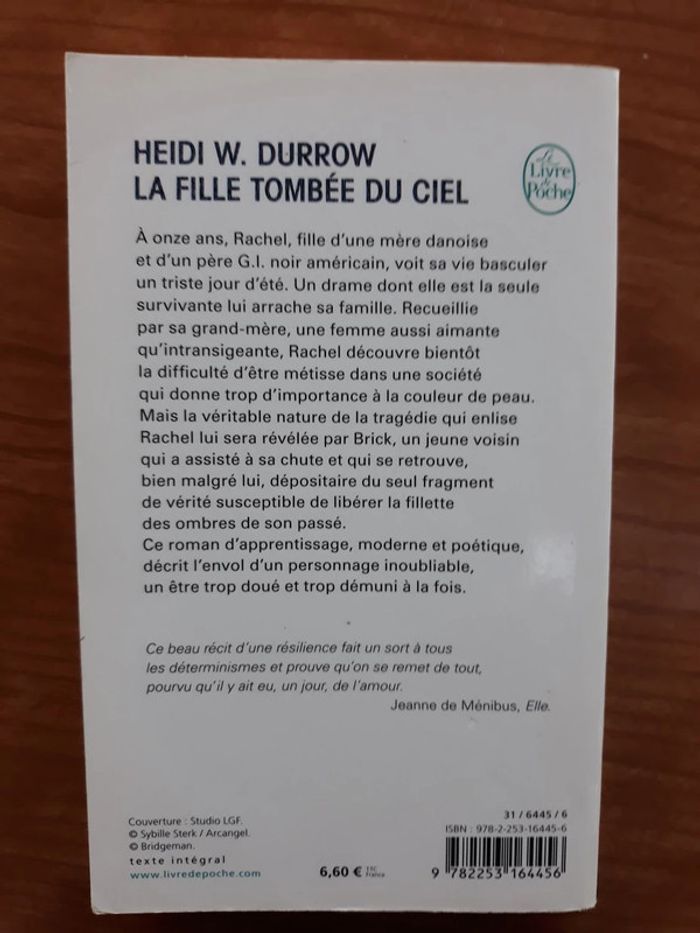 HEIDI W. DURROW
LA FILLE TOMBÉE DU CIEL
Le
Livre
de
Poche
À onze ans, Rachel, fille d'une mère danoise
et d'un père G.I. noir américain, voit sa vie basculer
un triste jour d'été. Un drame dont elle est la seule
survivante lui arrache sa famille. Recueillie
par sa grand-mère, une femme aussi aimante
qu'intransigeante, Rachel découvre bientôt
la difficulté d'être métisse dans une société
qui donne trop d'importance à la couleur de peau.
Mais la véritable nature de la tragédie qui enlise
Rachel lui sera révélée par Brick, un jeune voisin
qui a assisté à sa chute et qui se retrouve,
bien malgré lui, dépositaire du seul fragment
de vérité susceptible de libérer la fillette
des ombres de son passé.
Ce roman d'apprentissage, moderne et poétique,
décrit l'envol d'un personnage inoubliable,
un être trop doué et trop démuni à la fois.
Ce beau récit d'une résilience fait un sort à tous
les déterminismes et prouve qu'on se remet de tout,
pourvu qu'il y ait eu, un jour, de l'amour.
Jeanne de Ménibus, Elle.
Couverture : Studio LGF.
© Sybille Sterk / Arcangel.
© Bridgeman.
texte intégral
www.livredepoche.com
6,60 € TTC
France
31 / 6445 / 6
ISBN : 978-2-253-16445-6
9 782253 164456